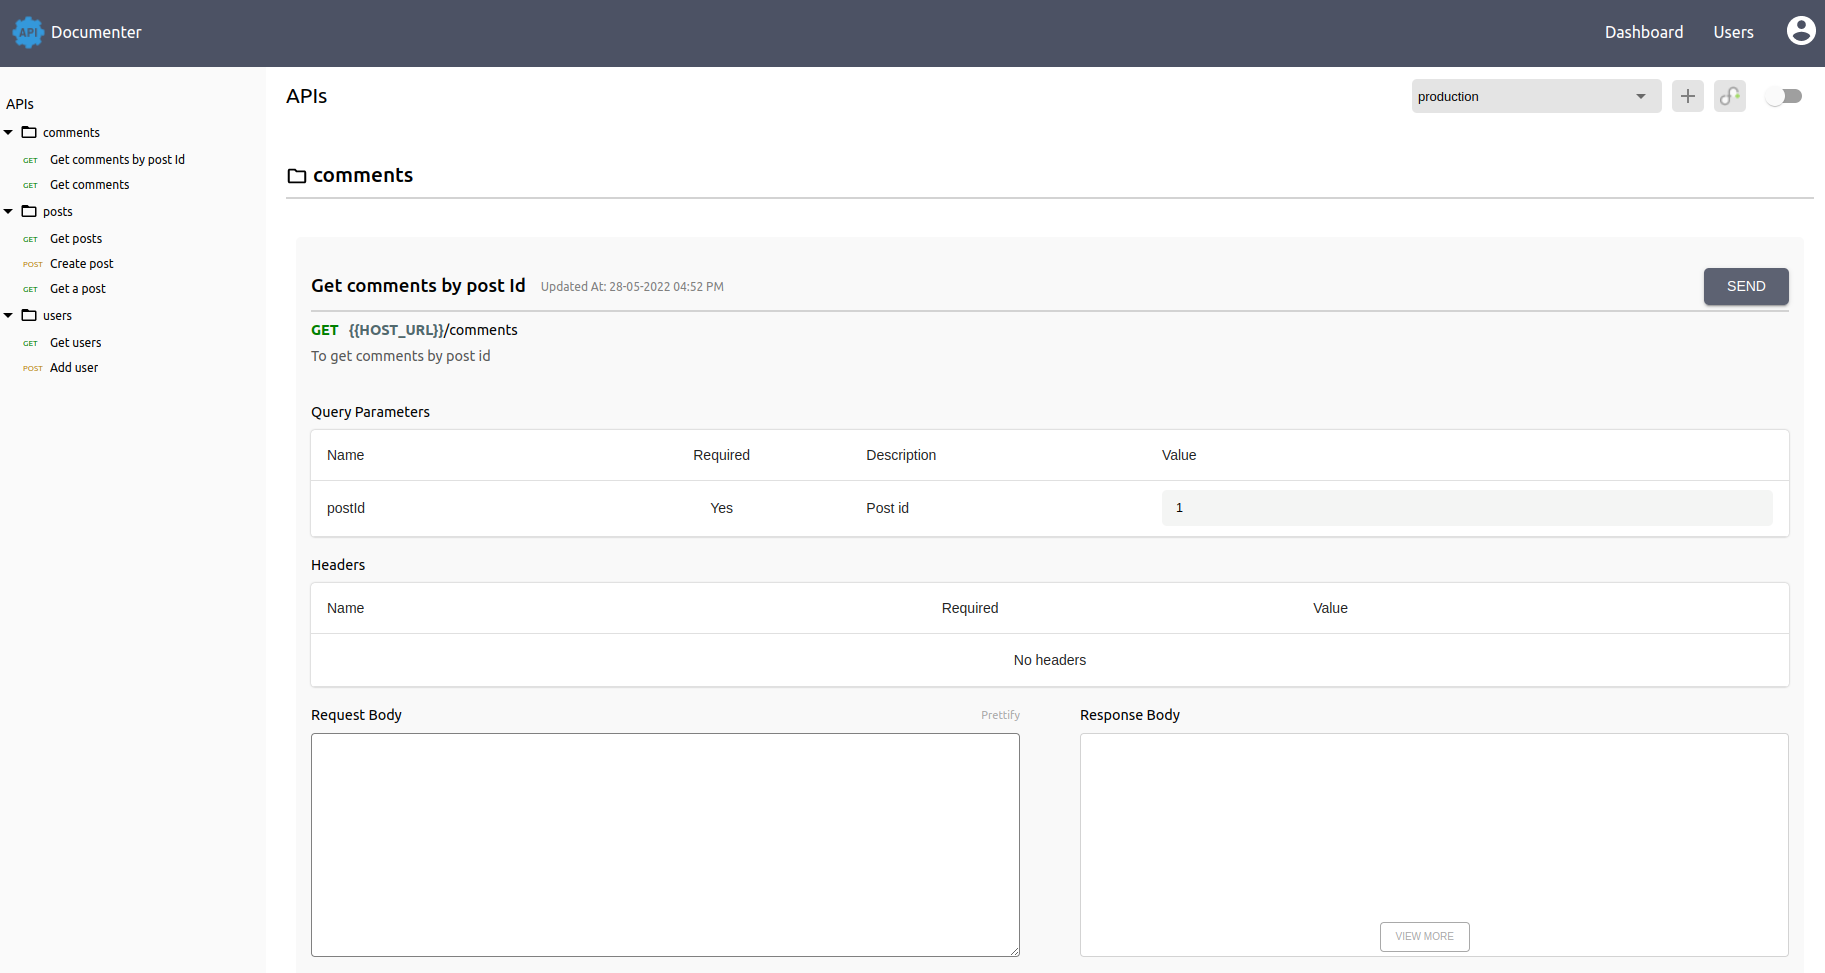 API Documenter Dashboard Users
APIs
comments
GET Get comments by post Id
GET Get comments
posts
GET Get posts
POST Create post
GET Get a post
users
GET Get users
POST Add user
APIs production
comments
Get comments by post Id Updated At: 28-05-2022 04:52 PM SEND
GET {{HOST_URL}}/comments
To get comments by post id
Query Parameters
Name Required Description Value
postId Yes Post id 1
Headers
Name Required Value
No headers
Request Body Prettify Response Body
VIEW MORE